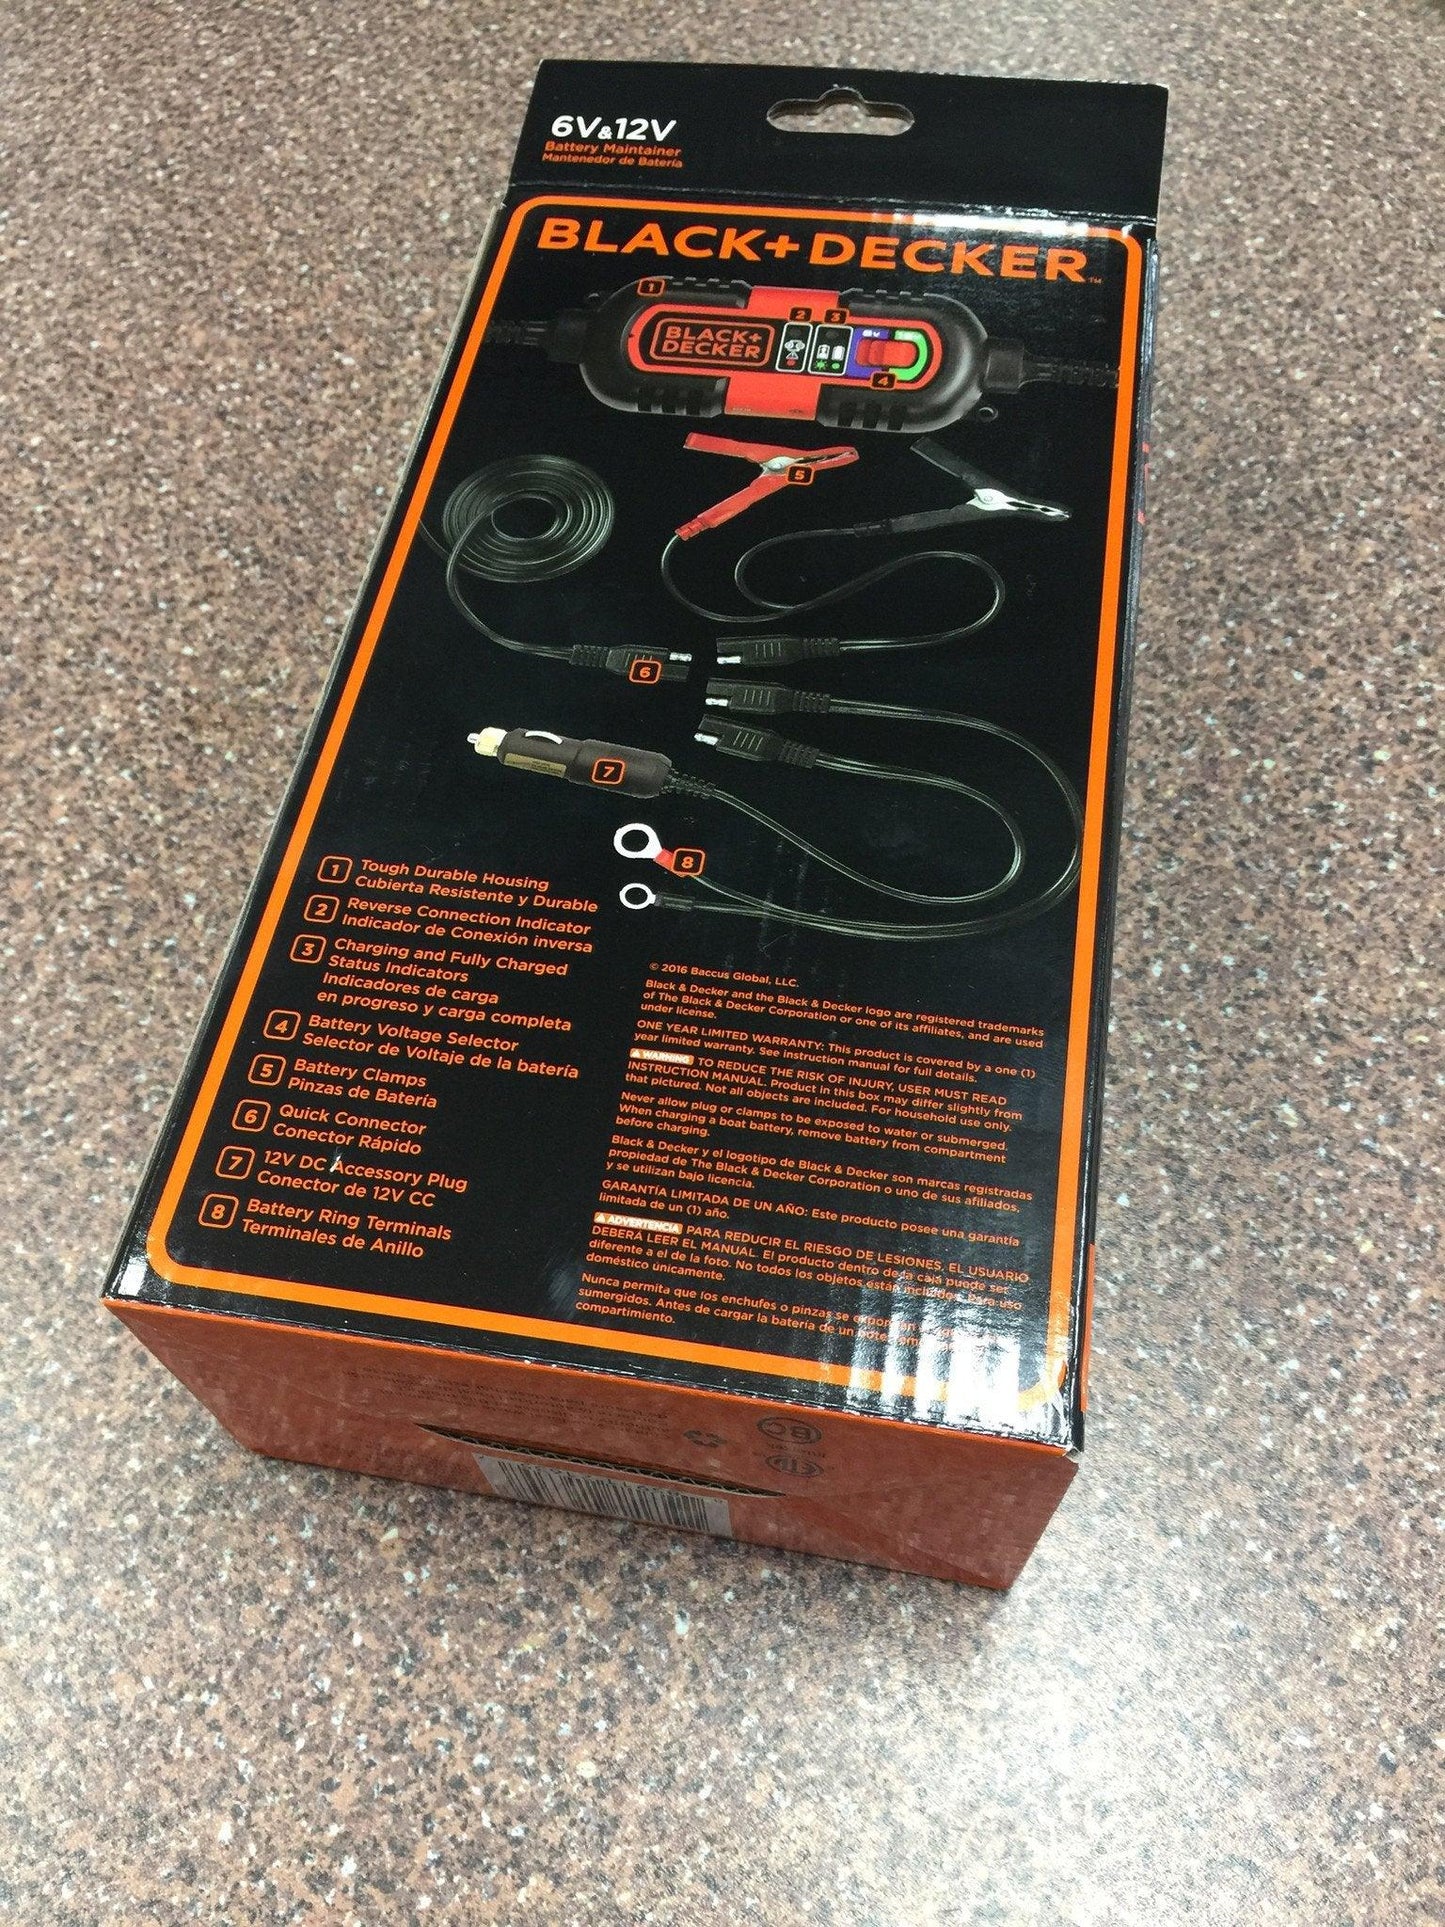 6V&12V
Battery Maintainer
Mantenedor de Batería
BLACK+DECKER™
1
2
3
BLACK+
DECKER
6V
4
5
6
7
8
1 Tough Durable Housing
Cubierta Resistente y Durable
2 Reverse Connection Indicator
Indicador de Conexión inversa
3 Charging and Fully Charged
Status Indicators
Indicadores de carga
en progreso y carga completa
4 Battery Voltage Selector
Selector de Voltaje de la batería
5 Battery Clamps
Pinzas de Batería
6 Quick Connector
Conector Rápido
7 12V DC Accessory Plug
Conector de 12V CC
8 Battery Ring Terminals
Terminales de Anillo
© 2016 Baccus Global, LLC.
Black & Decker and the Black & Decker logo are registered trademarks
of The Black & Decker Corporation or one of its affiliates, and are used
under license.
ONE YEAR LIMITED WARRANTY: This product is covered by a one (1)
year limited warranty. See instruction manual for full details.
WARNING TO REDUCE THE RISK OF INJURY, USER MUST READ
INSTRUCTION MANUAL. Product in this box may differ slightly from
that pictured. Not all objects are included. For household use only.
Never allow plug or clamps to be exposed to water or submerged.
When charging a boat battery, remove battery from compartment
before charging.
Black & Decker y el logotipo de Black & Decker son marcas registradas
propiedad de The Black & Decker Corporation o uno de sus afiliados,
y se utilizan bajo licencia.
GARANTÍA LIMITADA DE UN AÑO: Este producto posee una garantía
limitada de un (1) año.
ADVERTENCIA PARA REDUCIR EL RIESGO DE LESIONES, EL USUARIO
DEBERÁ LEER EL MANUAL. El producto dentro de la caja puede ser
diferente a el de la foto. No todos los objetos están incluidos. Para uso
doméstico únicamente.
Nunca permita que los enchufes o pinzas se expongan
sumergidos. Antes de cargar la batería de un bote,
compartimiento.
BC